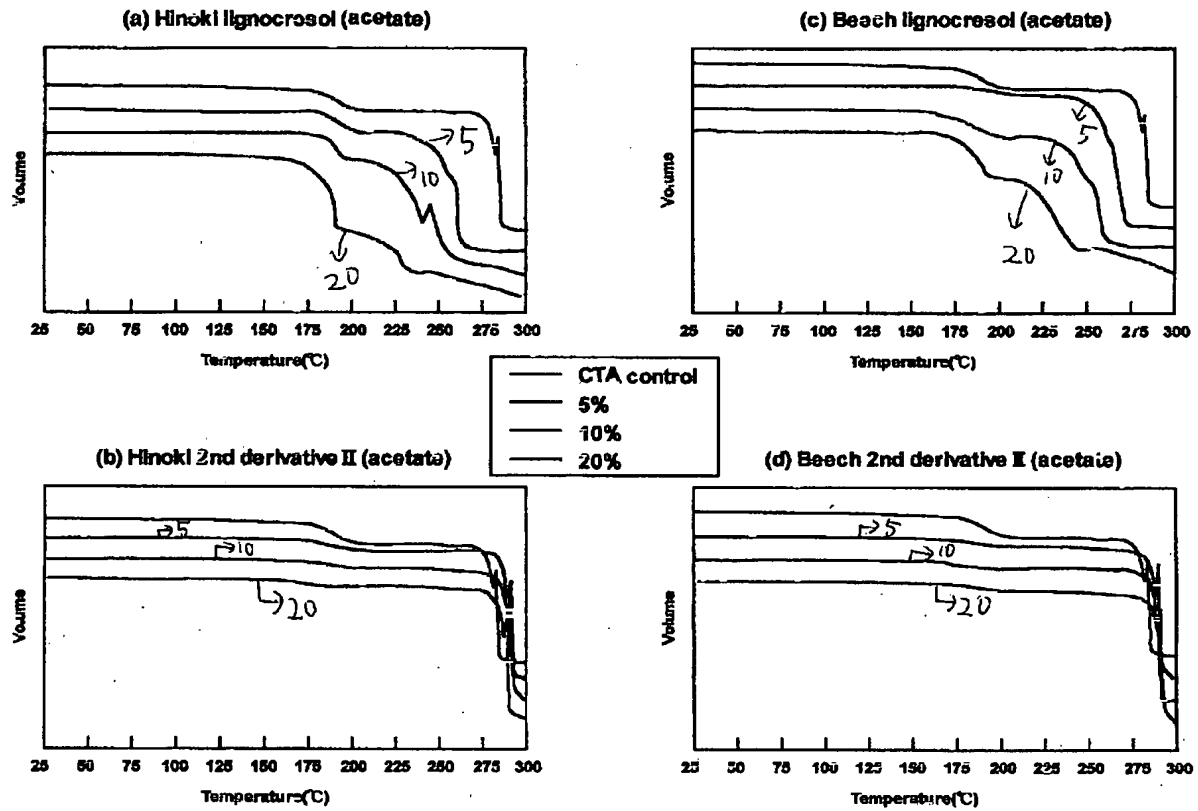 (a) Hinoki lignocrosol (acetate)
Volume
5
10
20
25 50 75 100 125 150 175 200 225 250 275 300
Temperature(℃)
(c) Beech lignocresol (acetate)
Volume
5
10
20
25 50 75 100 125 150 175 200 225 250 275 300
Temperature(℃)
CTA control
5%
10%
20%
(b) Hinoki 2nd derivative II (acetate)
Volume
5
10
20
25 50 75 100 125 150 175 200 225 250 275 300
Temperature(℃)
(d) Beech 2nd derivative II (acetate)
Volume
5
10
20
25 50 75 100 125 150 175 200 225 250 275 300
Temperature(℃)